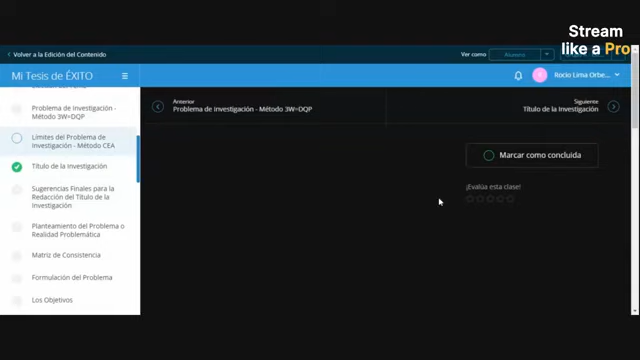 Stream
like a Pro
Volver a la Edición del Contenido
Ver como
Alumno
Mi Tesis de ÉXITO
Rocio Lima Orbe...
Problema de Investigación -
Método 3W=DQP
Límites del Problema de
Investigación - Método CEA
Título de la Investigación
Sugerencias Finales para la
Redacción del Título de la
Investigación
Planteamiento del Problema o
Realidad Problemática
Matriz de Consistencia
Formulación del Problema
Los Objetivos
Anterior
Problema de Investigación - Método 3W=DQP
Siguiente
Título de la Investigación
Marcar como concluida
¡Evalúa esta clase!